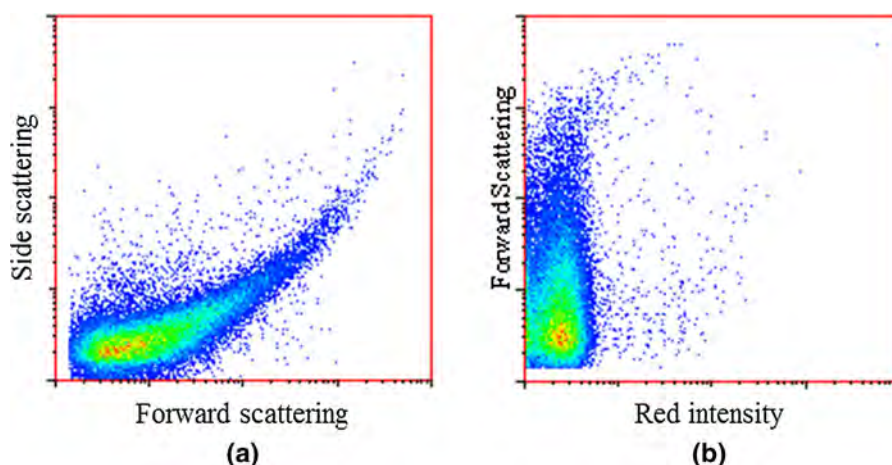 Side scattering
Forward scattering
(a)
Forward Scattering
Red intensity
(b)